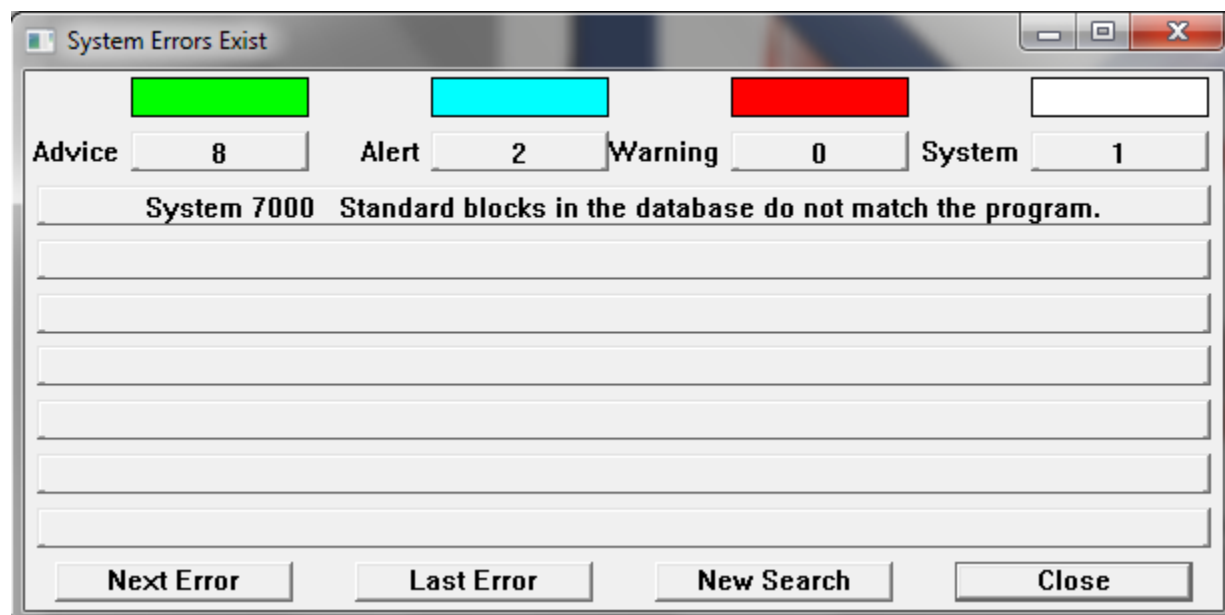 System Errors Exist
Advice 8 Alert 2 Warning 0 System 1
System 7000 Standard blocks in the database do not match the program.
Next Error Last Error New Search Close